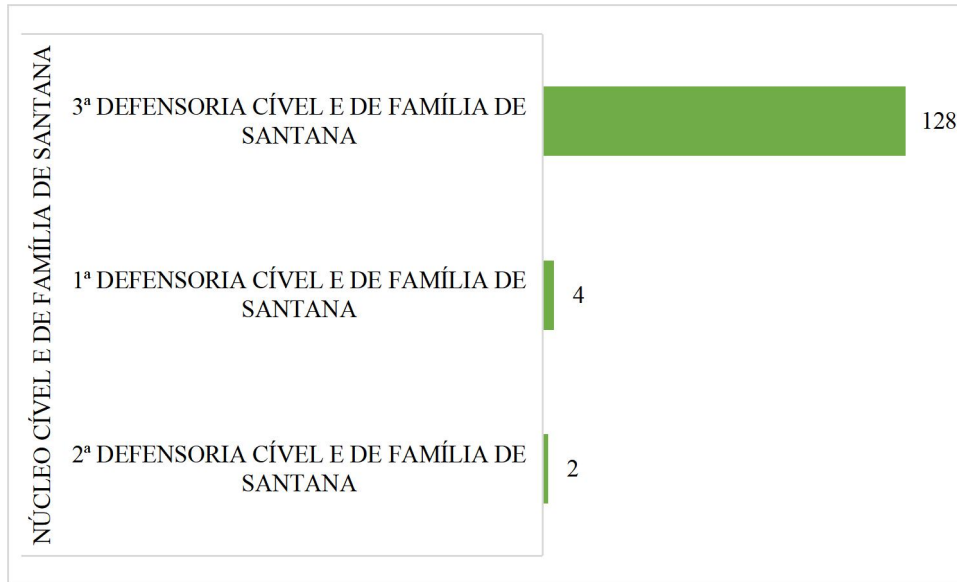 NÚCLEO CÍVEL E DE FAMÍLIA DE SANTANA
3ª DEFENSORIA CÍVEL E DE FAMÍLIA DE
SANTANA
128
1ª DEFENSORIA CÍVEL E DE FAMÍLIA DE
SANTANA
4
2ª DEFENSORIA CÍVEL E DE FAMÍLIA DE
SANTANA
2